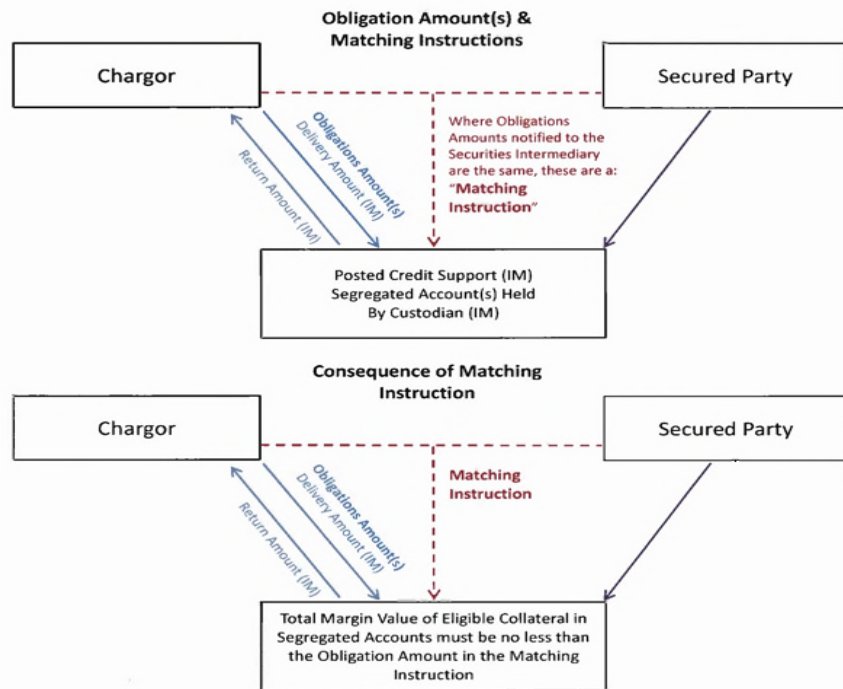 Obligation Amount(s) &
Matching Instructions
Chargor
Secured Party
Obligations Amount(s)
Delivery Amount (IM)
Return Amount (IM)
Where Obligations
Amounts notified to the
Securities Intermediary
are the same, these are a:
“Matching
Instruction”
Posted Credit Support (IM)
Segregated Account(s) Held
By Custodian (IM)
Consequence of Matching
Instruction
Chargor
Secured Party
Obligations Amount(s)
Delivery Amount (IM)
Return Amount (IM)
Matching
Instruction
Total Margin Value of Eligible Collateral in
Segregated Accounts must be no less than
the Obligation Amount in the Matching
Instruction